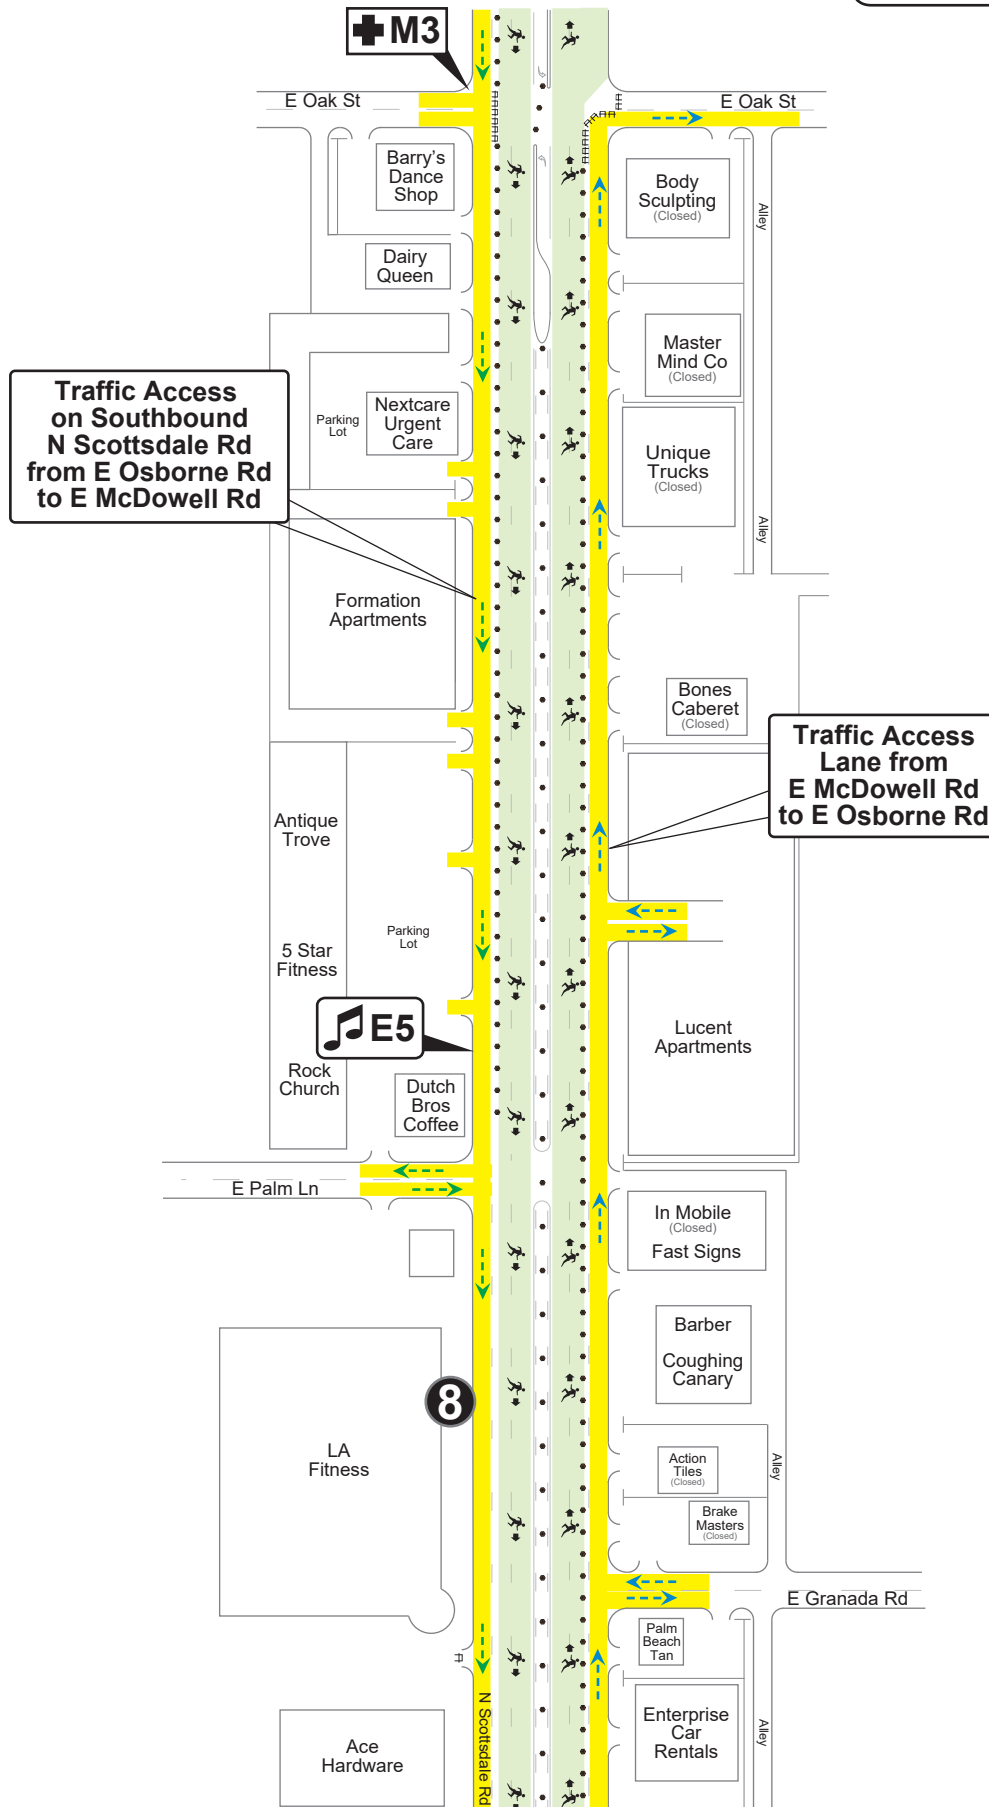 M3
E Oak St
E Oak St
Barry's
Dance
Shop
Body
Sculpting
(Closed)
Alley
Dairy
Queen
Master
Mind Co
(Closed)
Traffic Access
on Southbound
N Scottsdale Rd
from E Osborne Rd
to E McDowell Rd
Parking
Lot
Nextcare
Urgent
Care
Unique
Trucks
(Closed)
Alley
Formation
Apartments
Bones
Caberet
(Closed)
Traffic Access
Lane from
E McDowell Rd
to E Osborne Rd
Antique
Trove
Parking
Lot
5 Star
Fitness
E5
Lucent
Apartments
Rock
Church
Dutch
Bros
Coffee
E Palm Ln
In Mobile
(Closed)
Fast Signs
Barber
Coughing
Canary
8
LA
Fitness
Action
Tiles
(Closed)
Alley
Brake
Masters
(Closed)
E Granada Rd
Palm
Beach
Tan
N Scottsdale Rd
Enterprise
Car
Rentals
Alley
Ace
Hardware